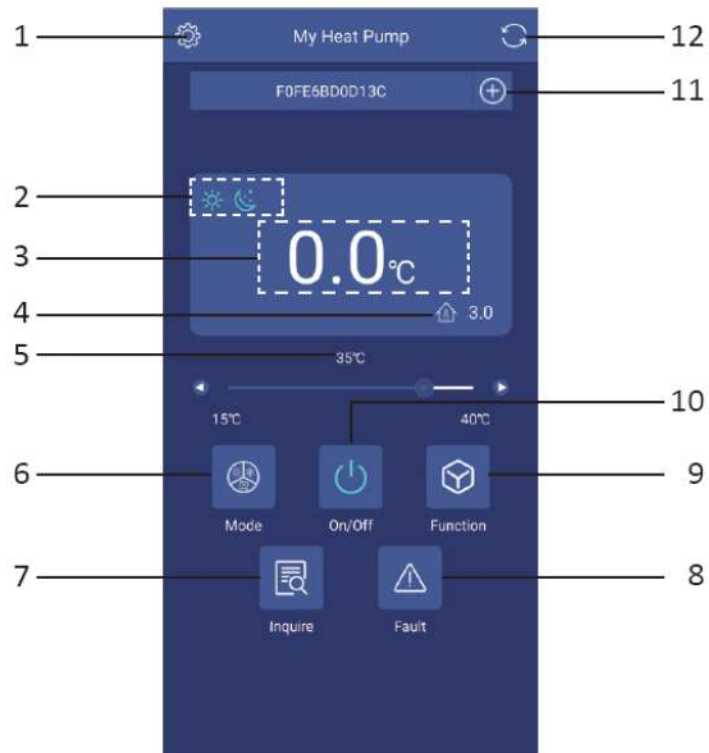 1 My Heat Pump 12
F0FE6BD0D13C 11
2
3 0.0℃
4 3.0
5 35℃
15℃ 40℃ 10
6 9
Mode On/Off Function
7 8
Inquire Fault